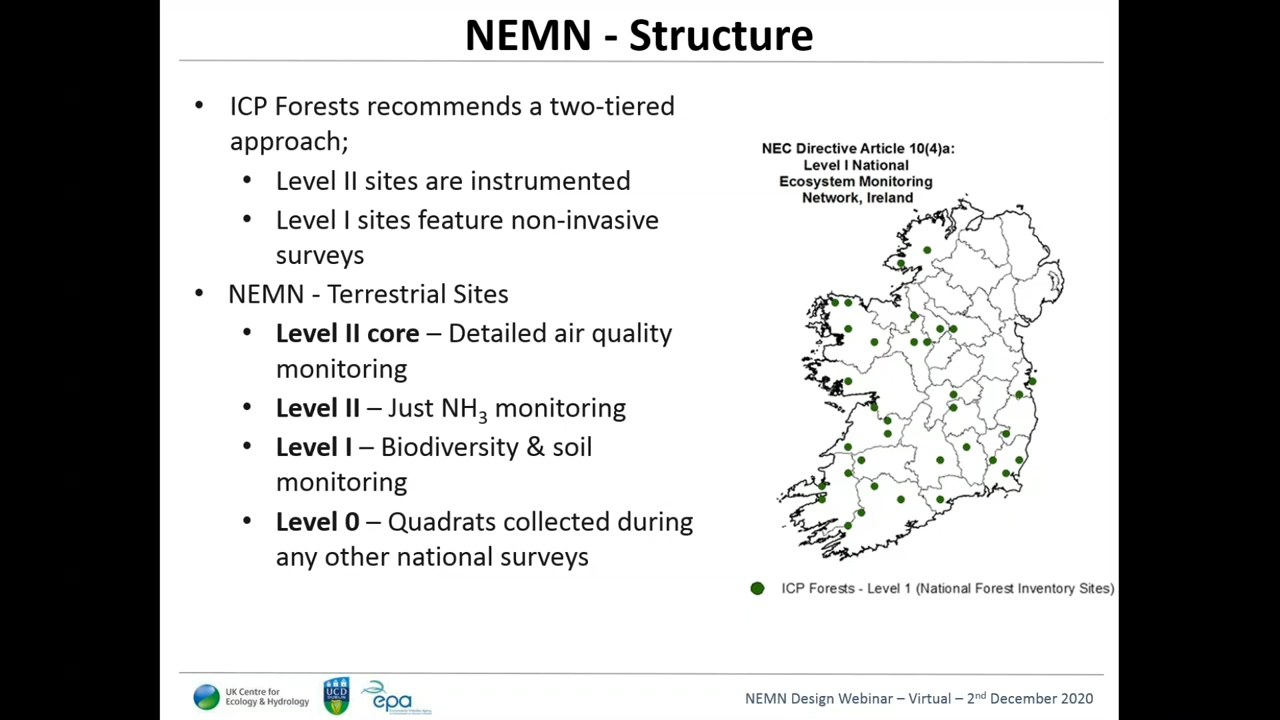 NEMN - Structure
• ICP Forests recommends a two-tiered
approach;
• Level II sites are instrumented
• Level I sites feature non-invasive
surveys
• NEMN - Terrestrial Sites
• Level II core – Detailed air quality
monitoring
• Level II – Just NH₃ monitoring
• Level I – Biodiversity & soil
monitoring
• Level 0 – Quadrats collected during
any other national surveys
NEC Directive Article 10(4)a:
Level I National
Ecosystem Monitoring
Network, Ireland
ICP Forests - Level 1 (National Forest Inventory Sites)
UK Centre for
Ecology & Hydrology
UCD
DUBLIN
epa
NEMN Design Webinar – Virtual – 2nd December 2020